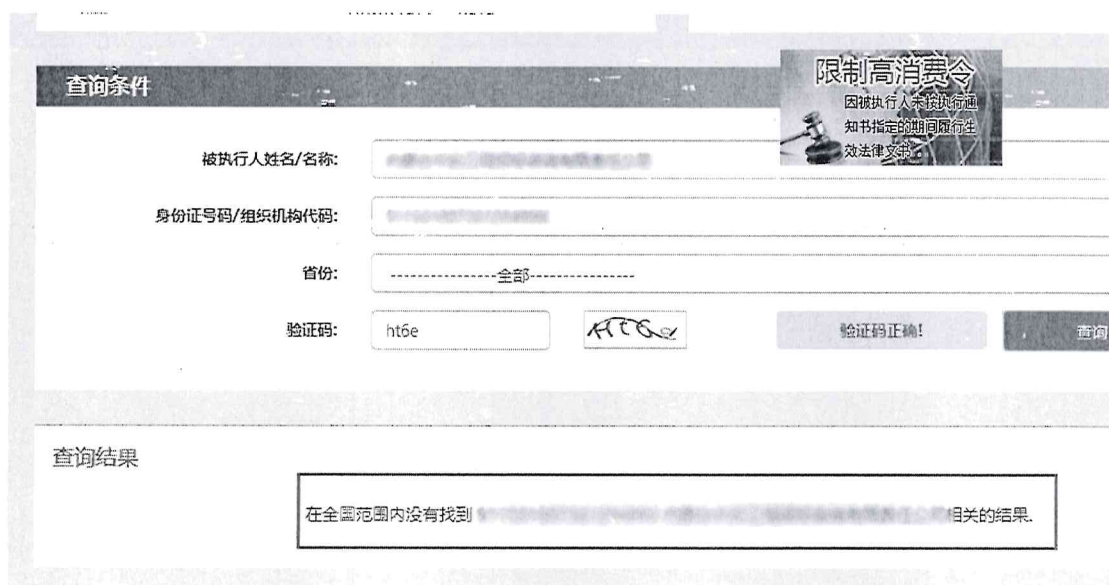 查询条件
限制高消费令
因被执行人未按执行通
知书指定的期间履行生
效法律文书
被执行人姓名/名称:
身份证号码/组织机构代码:
省份: ----------------全部----------------
验证码: ht6e Ht6e 验证码正确! 查询
查询结果
在全国范围内没有找到 相关的结果.